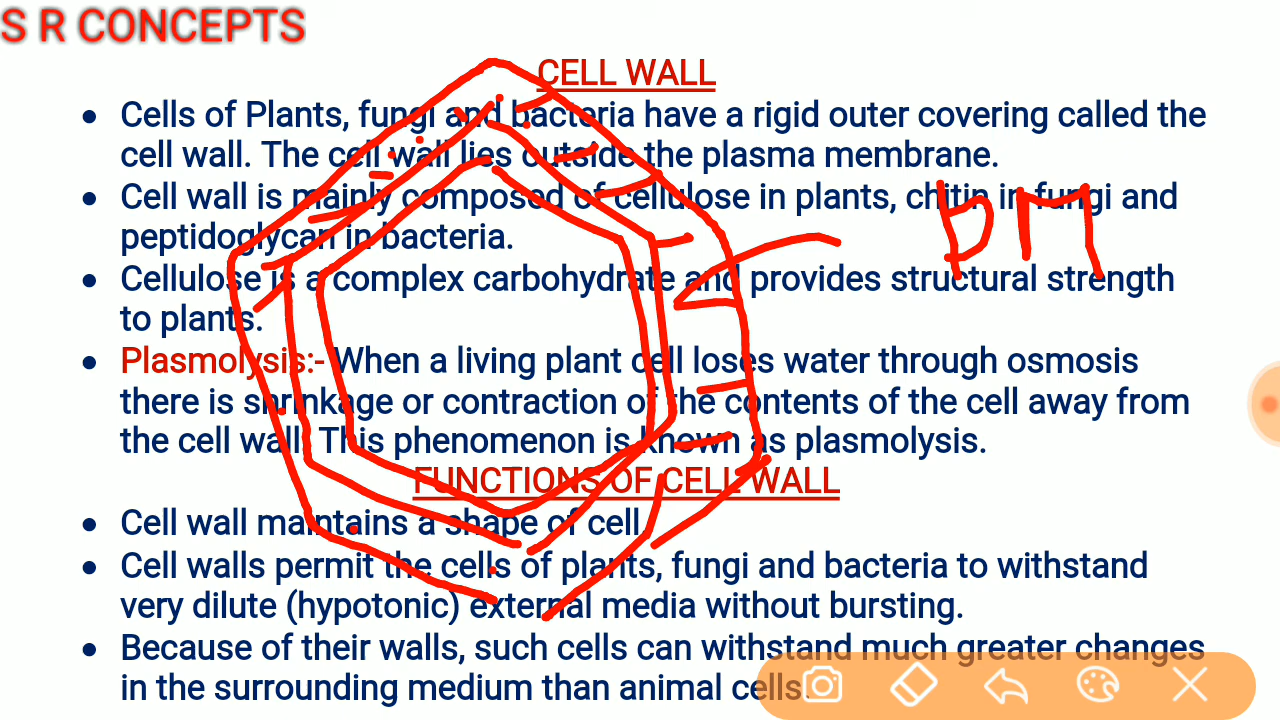 S R CONCEPTS
CELL WALL
• Cells of Plants, fungi and bacteria have a rigid outer covering called the
cell wall. The cell wall lies outside the plasma membrane.
• Cell wall is mainly composed of cellulose in plants, chitin in fungi and
peptidoglycan in bacteria.
PM
• Cellulose is a complex carbohydrate and provides structural strength
to plants.
• Plasmolysis:- When a living plant cell loses water through osmosis
there is shrinkage or contraction of the contents of the cell away from
the cell wall. This phenomenon is known as plasmolysis.
FUNCTIONS OF CELL WALL
• Cell wall maintains a shape of cell.
• Cell walls permit the cells of plants, fungi and bacteria to withstand
very dilute (hypotonic) external media without bursting.
• Because of their walls, such cells can withstand much greater changes
in the surrounding medium than animal cells.